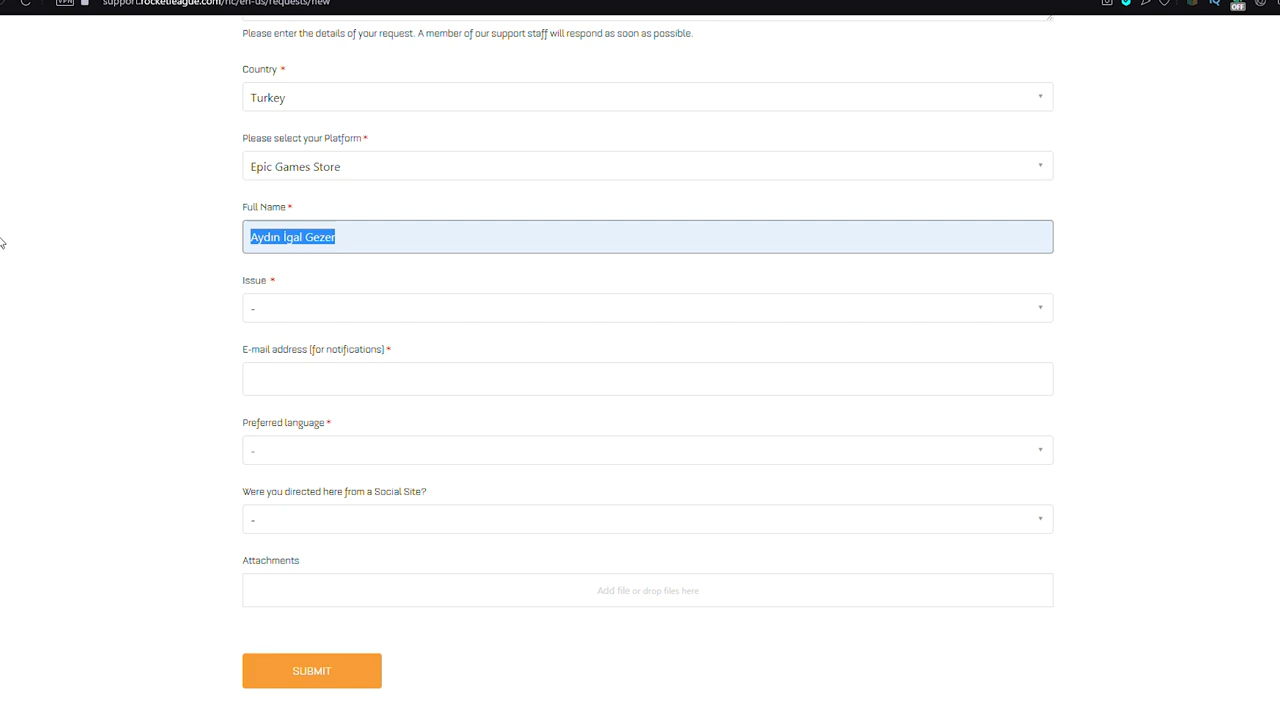 support.rocketleague.com/hc/en-us/requests/new
VPN
OFF
Please enter the details of your request. A member of our support staff will respond as soon as possible.
Country *
Turkey
Please select your Platform *
Epic Games Store
Full Name *
Aydın İgal Gezer
Issue *
-
E-mail address (for notifications) *
Preferred language *
-
Were you directed here from a Social Site?
-
Attachments
Add file or drop files here
SUBMIT